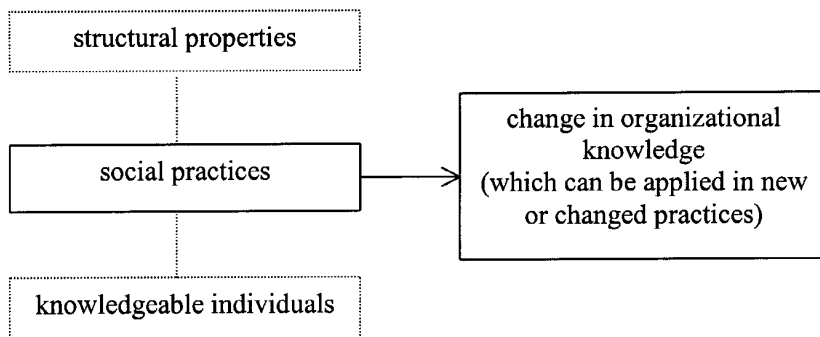 structural properties
social practices
change in organizational
knowledge
(which can be applied in new
or changed practices)
knowledgeable individuals